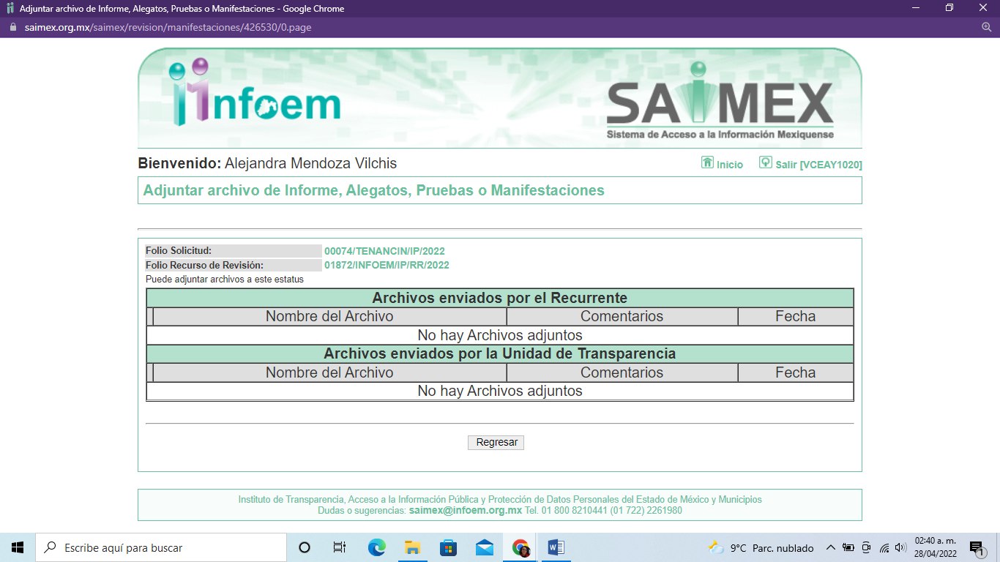 Adjuntar archivo de Informe, Alegatos, Pruebas o Manifestaciones - Google Chrome
saimex.org.mx/saimex/revision/manifestaciones/426530/0.page
infoem
SAIMEX
Sistema de Acceso a la Información Mexiquense
Bienvenido: Alejandra Mendoza Vilchis
Inicio Salir [VCEAY1020]
Adjuntar archivo de Informe, Alegatos, Pruebas o Manifestaciones
Folio Solicitud: 00074/TENANCIN/IP/2022
Folio Recurso de Revisión: 01872/INFOEM/IP/RR/2022
Puede adjuntar archivos a este estatus
Archivos enviados por el Recurrente
Nombre del Archivo Comentarios Fecha
No hay Archivos adjuntos
Archivos enviados por la Unidad de Transparencia
Nombre del Archivo Comentarios Fecha
No hay Archivos adjuntos
Regresar
Instituto de Transparencia, Acceso a la Información Pública y Protección de Datos Personales del Estado de México y Municipios
Dudas o sugerencias: saimex@infoem.org.mx Tel. 01 800 8210441 (01 722) 2261980
Escribe aquí para buscar
9°C Parc. nublado
02:40 a. m.
28/04/2022
1